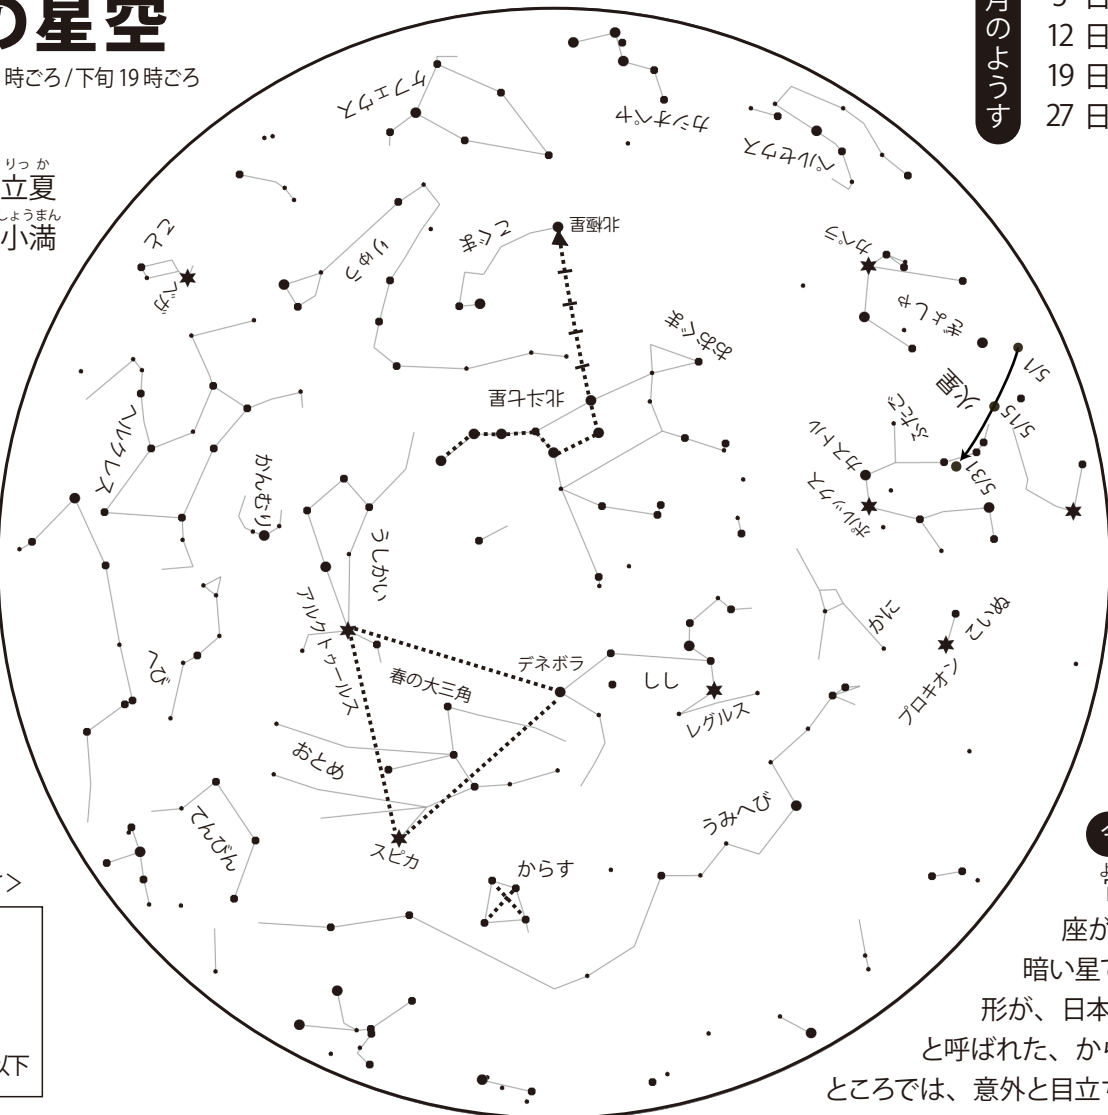 の星空
時ごろ/下旬19時ごろ
りっか
立夏
しょうまん
小満
月のようす
日
12 日
19 日
27 日
ケフェウス
カシオペヤ
ペルセウス
こと
べが
りゅう
こぐま
北極星
カペラ
ぎょしゃ
おおぐま
北斗七星
火星
5/1
5/15
5/31
ふたご
カストル
ポルックス
ヘルクレス
かんむり
うしかい
アルクトゥールス
春の大三角
デネボラ
しし
レグルス
かに
こいぬ
プロキオン
へび
おとめ
てんびん
スピカ
からす
うみへび
>
以下
座が
暗い星で
形が、日本
と呼ばれた、から
ところでは、意外と目立す